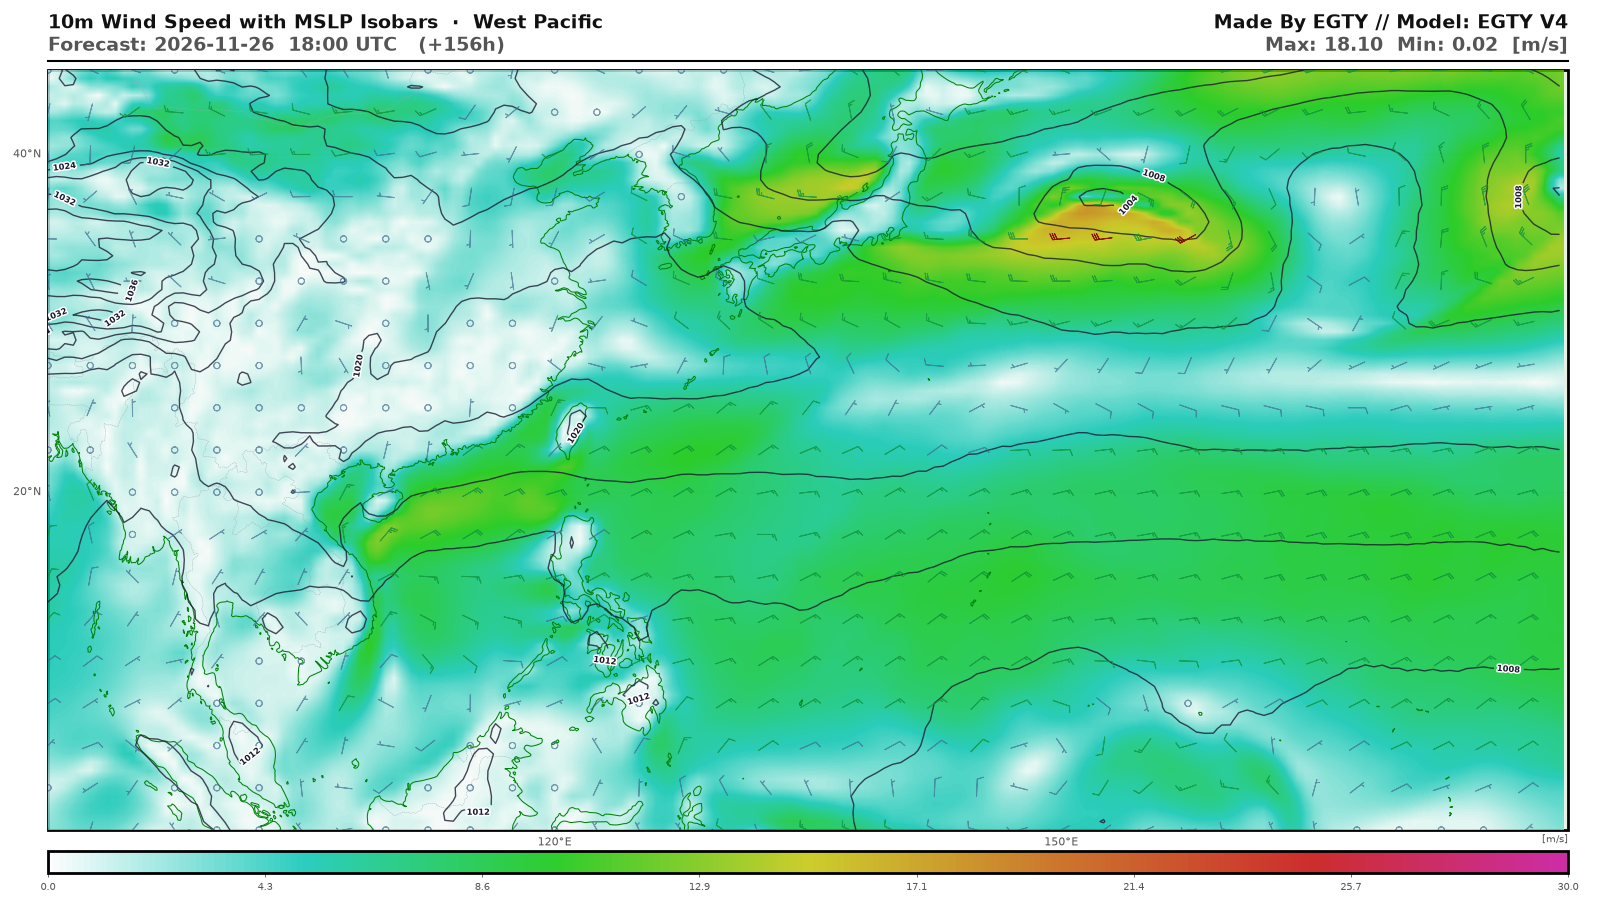 10m Wind Speed with MSLP Isobars · West Pacific
Made By EGTY // Model: EGTY V4
Forecast: 2026-11-26 18:00 UTC (+156h)
Max: 18.10 Min: 0.02 [m/s]
40°N
1024
1032
1032
1008
1004
1008
1036
1032
1032
1020
1020
20°N
1012
1008
1012
1012
1012
120°E
150°E
[m/s]
0.0
4.3
8.6
12.9
17.1
21.4
25.7
30.0